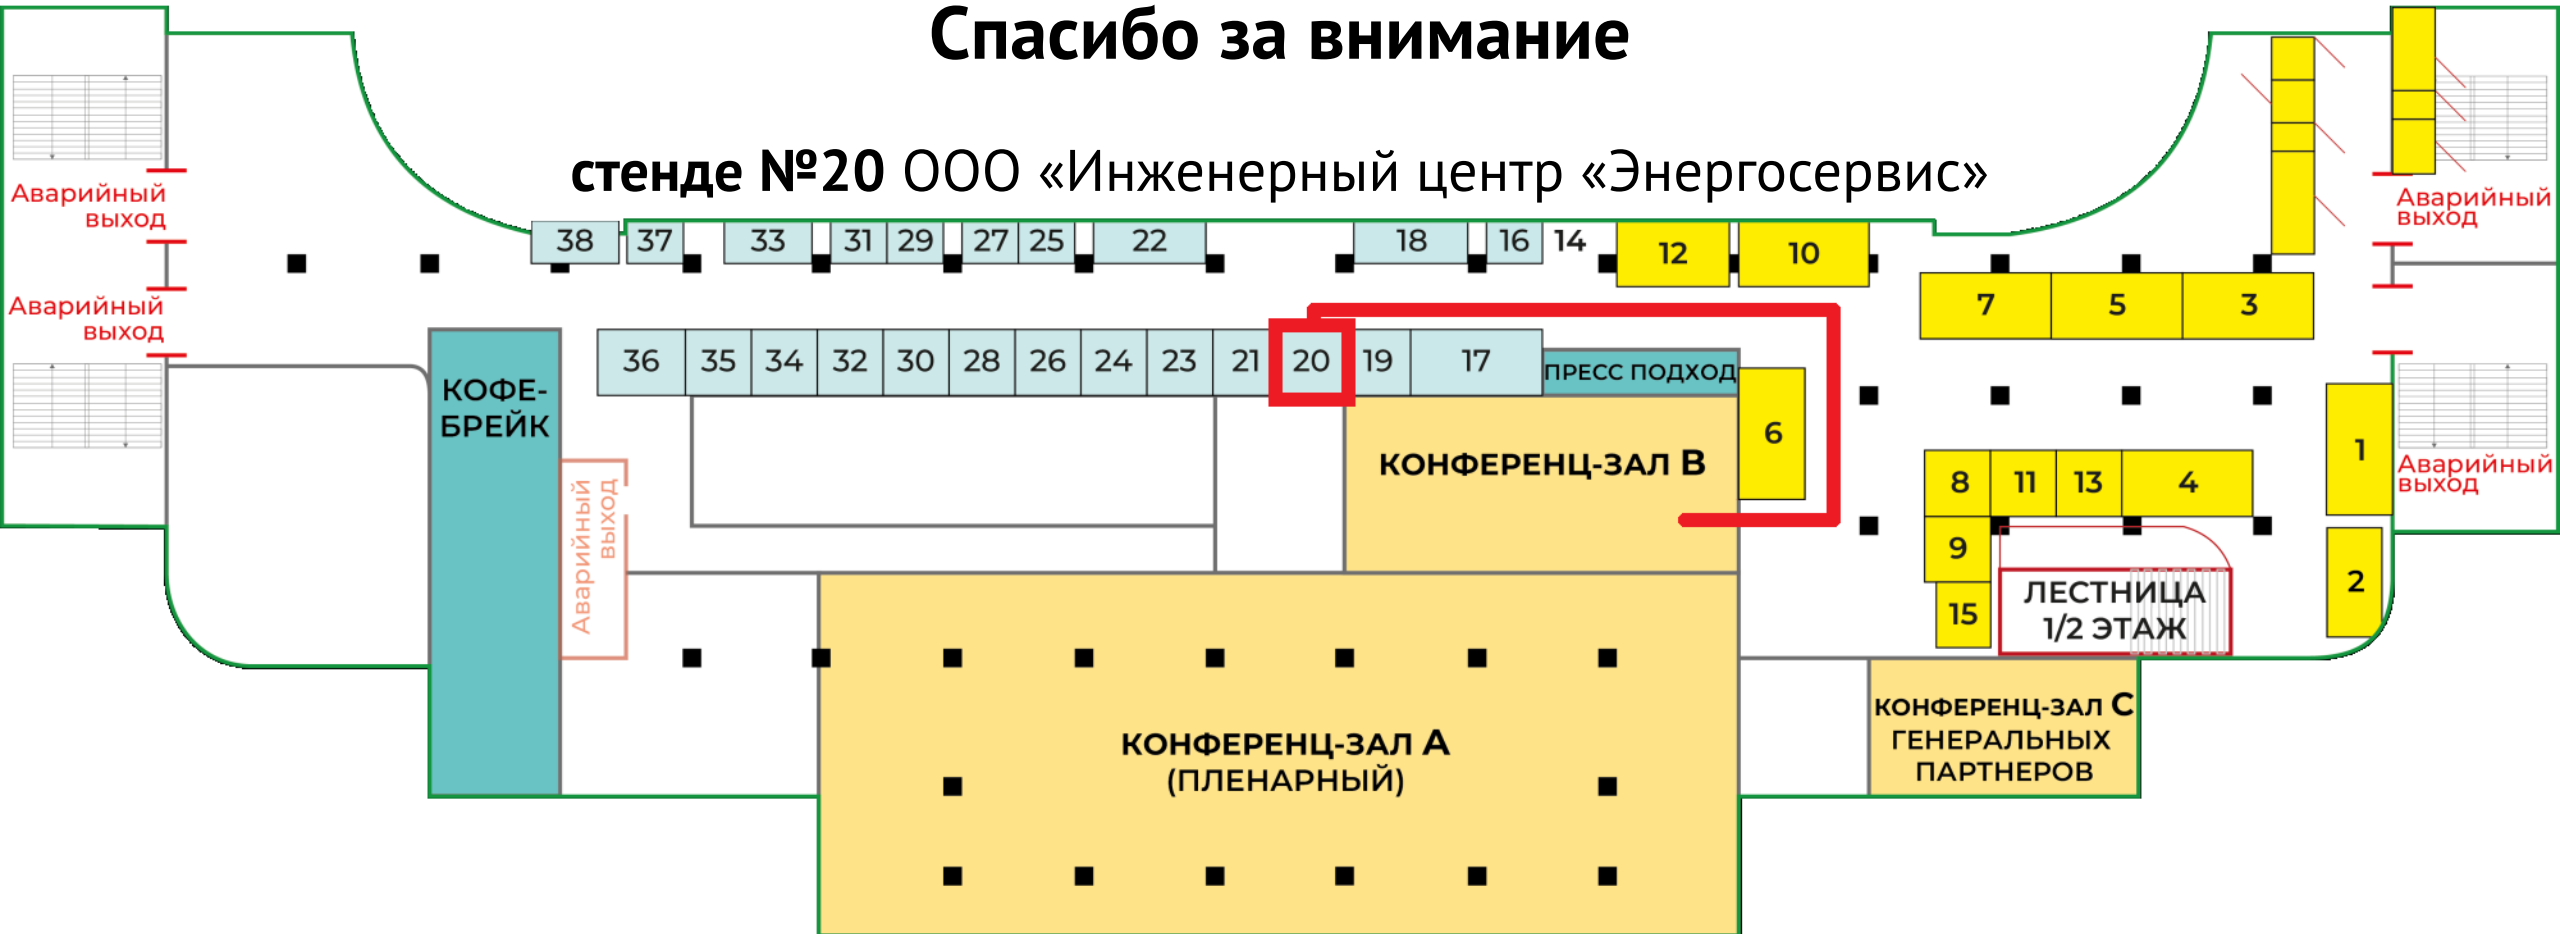 Спасибо за внимание
стенде №20 ООО «Инженерный центр «Энергосервис»
Аварийный
выход
Аварийный
выход
38
37
33
31
29
27
25
22
18
16
14
12
10
7
5
3
Аварийный
выход
36
35
34
32
30
28
26
24
23
21
20
19
17
ПРЕСС ПОДХОД
КОФЕ-
БРЕЙК
6
1
КОНФЕРЕНЦ-ЗАЛ В
8
11
13
4
Аварийный
выход
Аварийный
выход
9
15
2
ЛЕСТНИЦА
1/2 ЭТАЖ
КОНФЕРЕНЦ-ЗАЛ А
(ПЛЕНАРНЫЙ)
КОНФЕРЕНЦ-ЗАЛ С
ГЕНЕРАЛЬНЫХ
ПАРТНЕРОВ